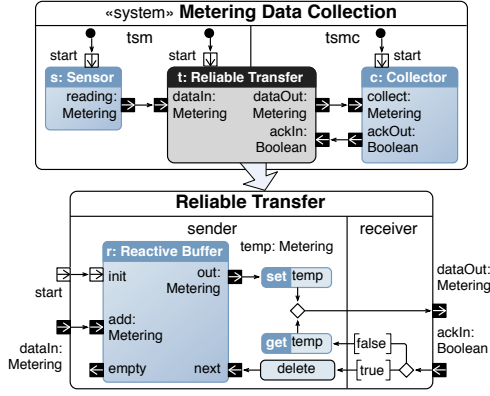 «system» Metering Data Collection
tsm
tsmc
start
start
start
s: Sensor
t: Reliable Transfer
c: Collector
reading:
Metering
dataIn:
Metering
dataOut:
Metering
ackIn:
Boolean
collect:
Metering
ackOut:
Boolean
Reliable Transfer
sender
receiver
r: Reactive Buffer
temp: Metering
init
out:
Metering
set temp
start
dataOut:
Metering
add:
Metering
dataIn:
Metering
get temp
[false]
ackIn:
Boolean
empty
next
delete
[true]